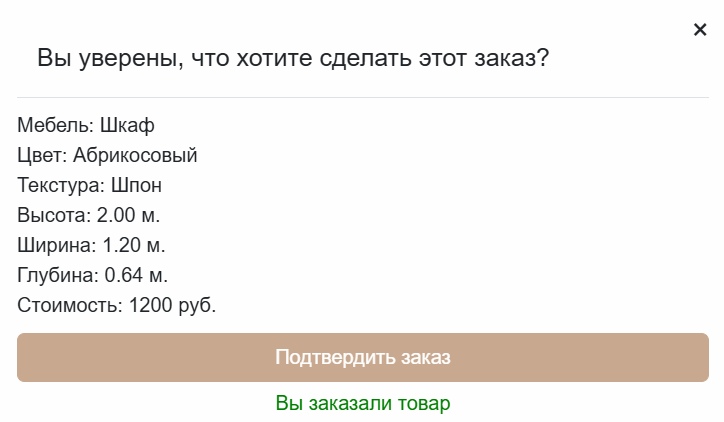 ×
Вы уверены, что хотите сделать этот заказ?
Мебель: Шкаф
Цвет: Абрикосовый
Текстура: Шпон
Высота: 2.00 м.
Ширина: 1.20 м.
Глубина: 0.64 м.
Стоимость: 1200 руб.
Подтвердить заказ
Вы заказали товар